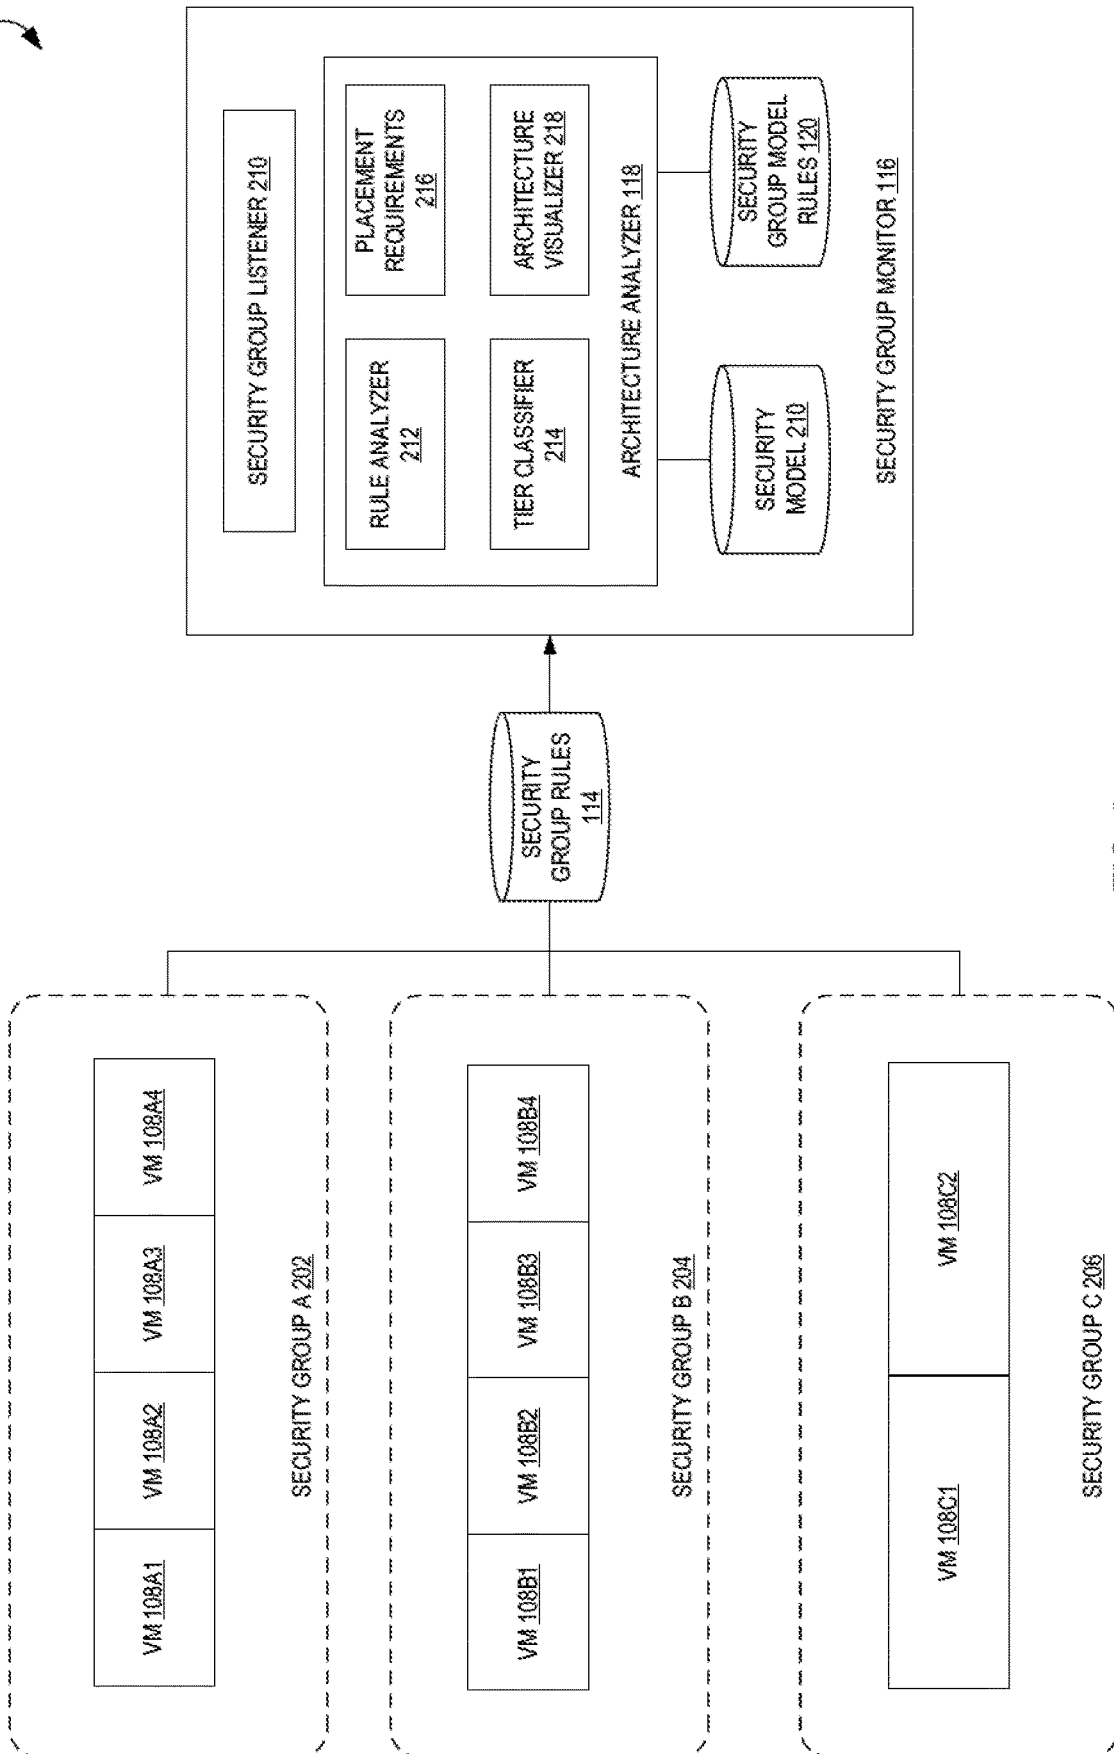 SECURITY GROUP LISTENER 210
RULE ANALYZER
212
PLACEMENT
REQUIREMENTS
216
TIER CLASSIFIER
214
ARCHITECTURE
VISUALIZER 218
ARCHITECTURE ANALYZER 118
SECURITY
MODEL 210
SECURITY
GROUP MODEL
RULES 120
SECURITY GROUP MONITOR 116
SECURITY
GROUP RULES
114
VM 108A1
VM 108A2
VM 108A3
VM 108A4
SECURITY GROUP A 202
VM 108B1
VM 108B2
VM 108B3
VM 108B4
SECURITY GROUP B 204
VM 108C1
VM 108C2
SECURITY GROUP C 206